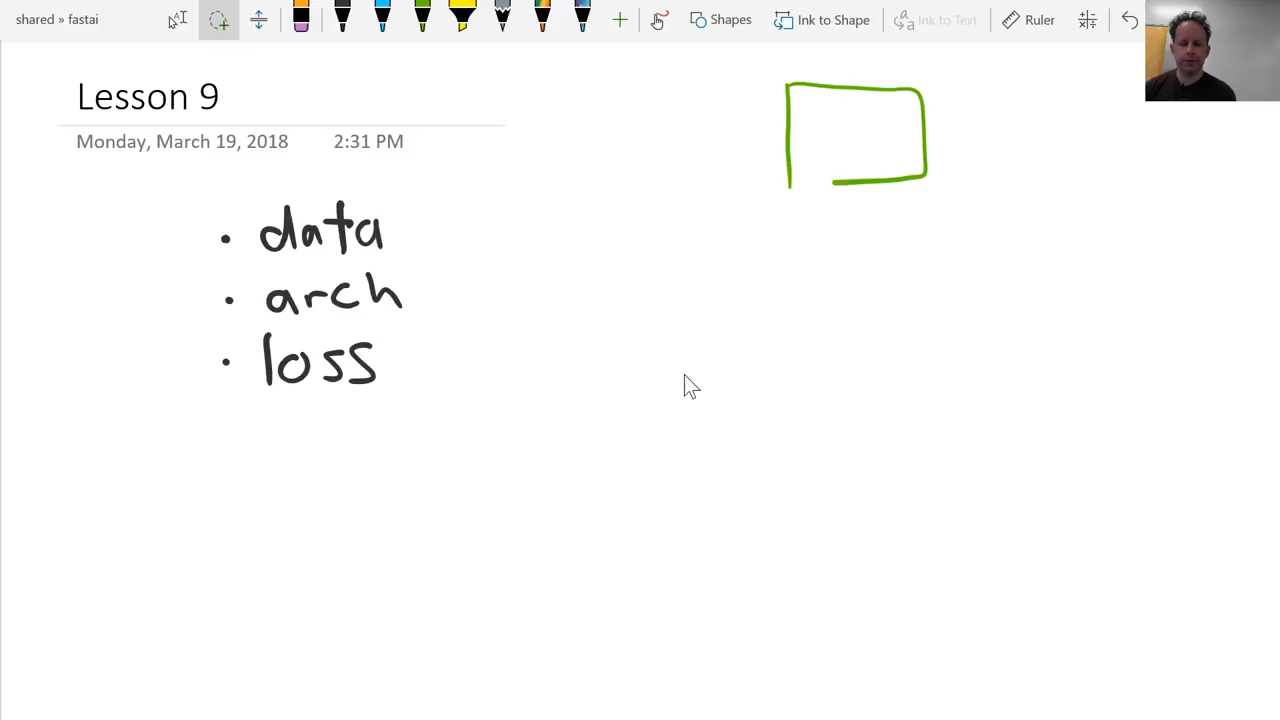 shared » fastai
Shapes
Ink to Shape
Ink to Text
Ruler
Lesson 9
Monday, March 19, 2018 2:31 PM
• data
• arch
• loss